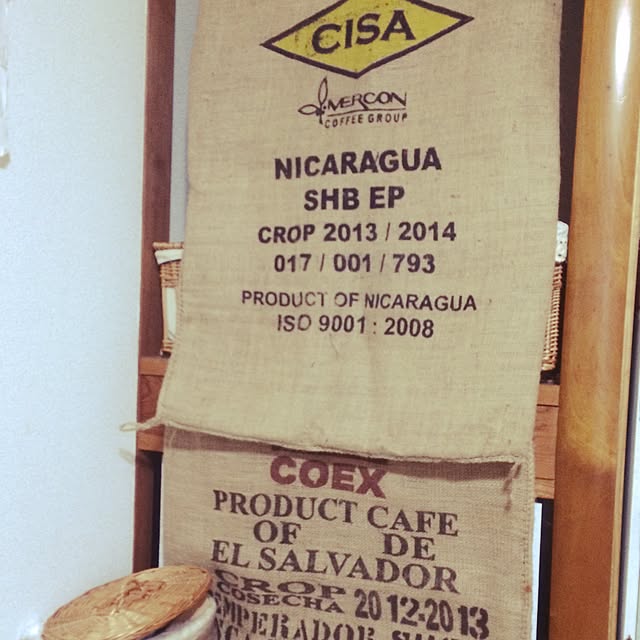 CISA
MERCON
COFFEE GROUP
NICARAGUA
SHB EP
CROP 2013 / 2014
017 / 001 / 793
PRODUCT OF NICARAGUA
ISO 9001 : 2008
COEX
PRODUCT CAFE
OF DE
EL SALVADOR
CROP
COSECHA 2012-2013